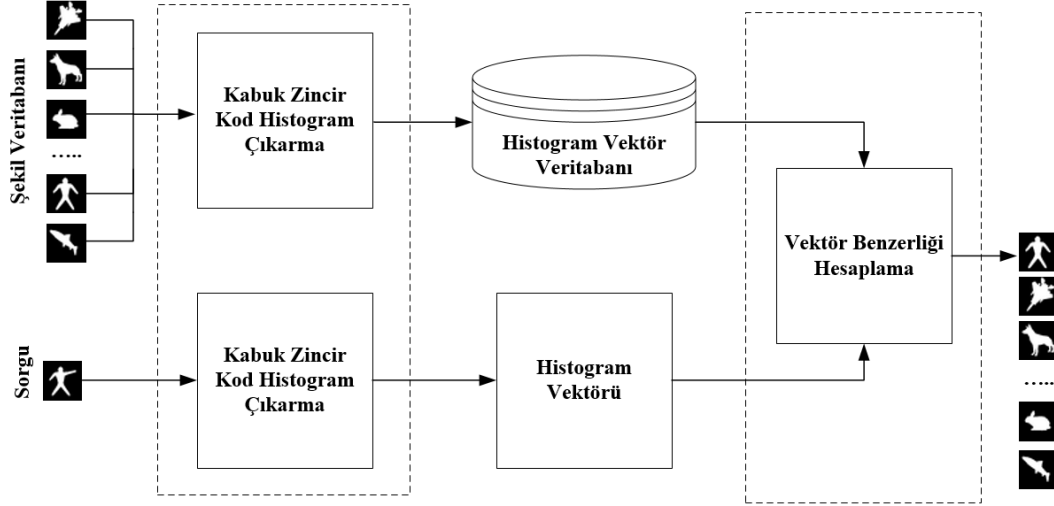 Şekil Veritabanı
…..
Kabuk Zincir
Kod Histogram
Çıkarma
Histogram Vektör
Veritabanı
Vektör Benzerliği
Hesaplama
Sorgu
Kabuk Zincir
Kod Histogram
Çıkarma
Histogram
Vektörü
…..